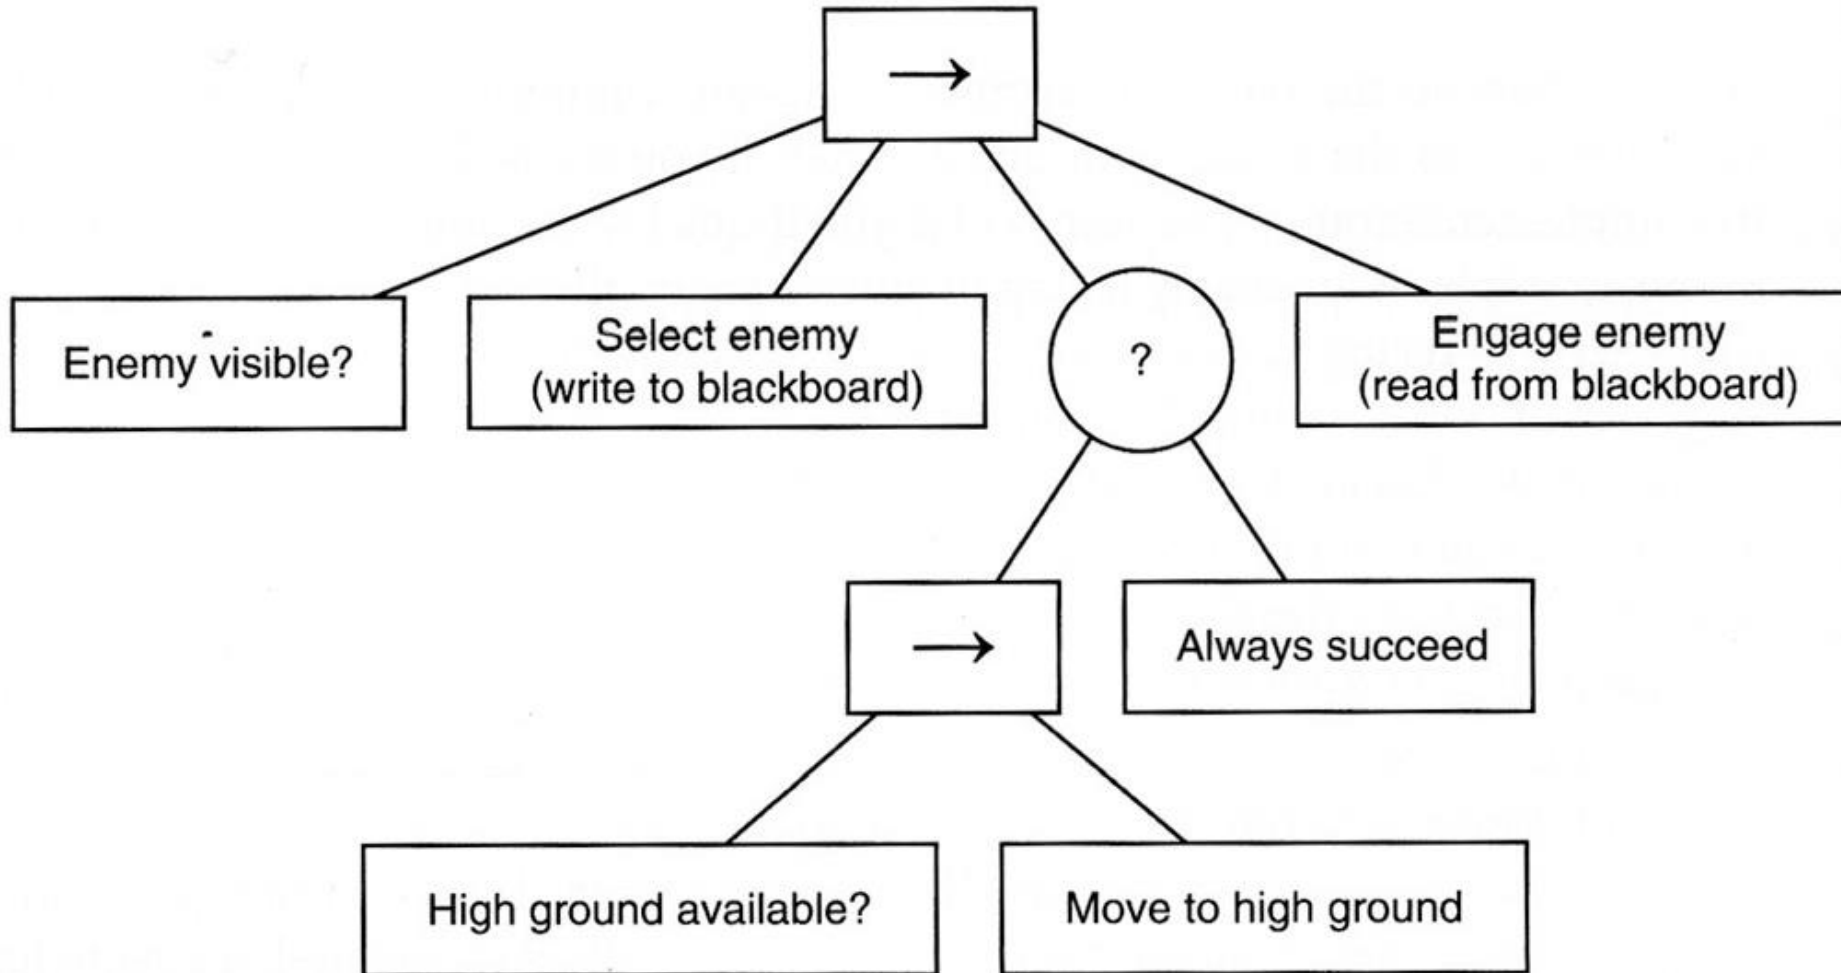 →
Enemy visible?
Select enemy
(write to blackboard)
?
Engage enemy
(read from blackboard)
→
Always succeed
High ground available?
Move to high ground